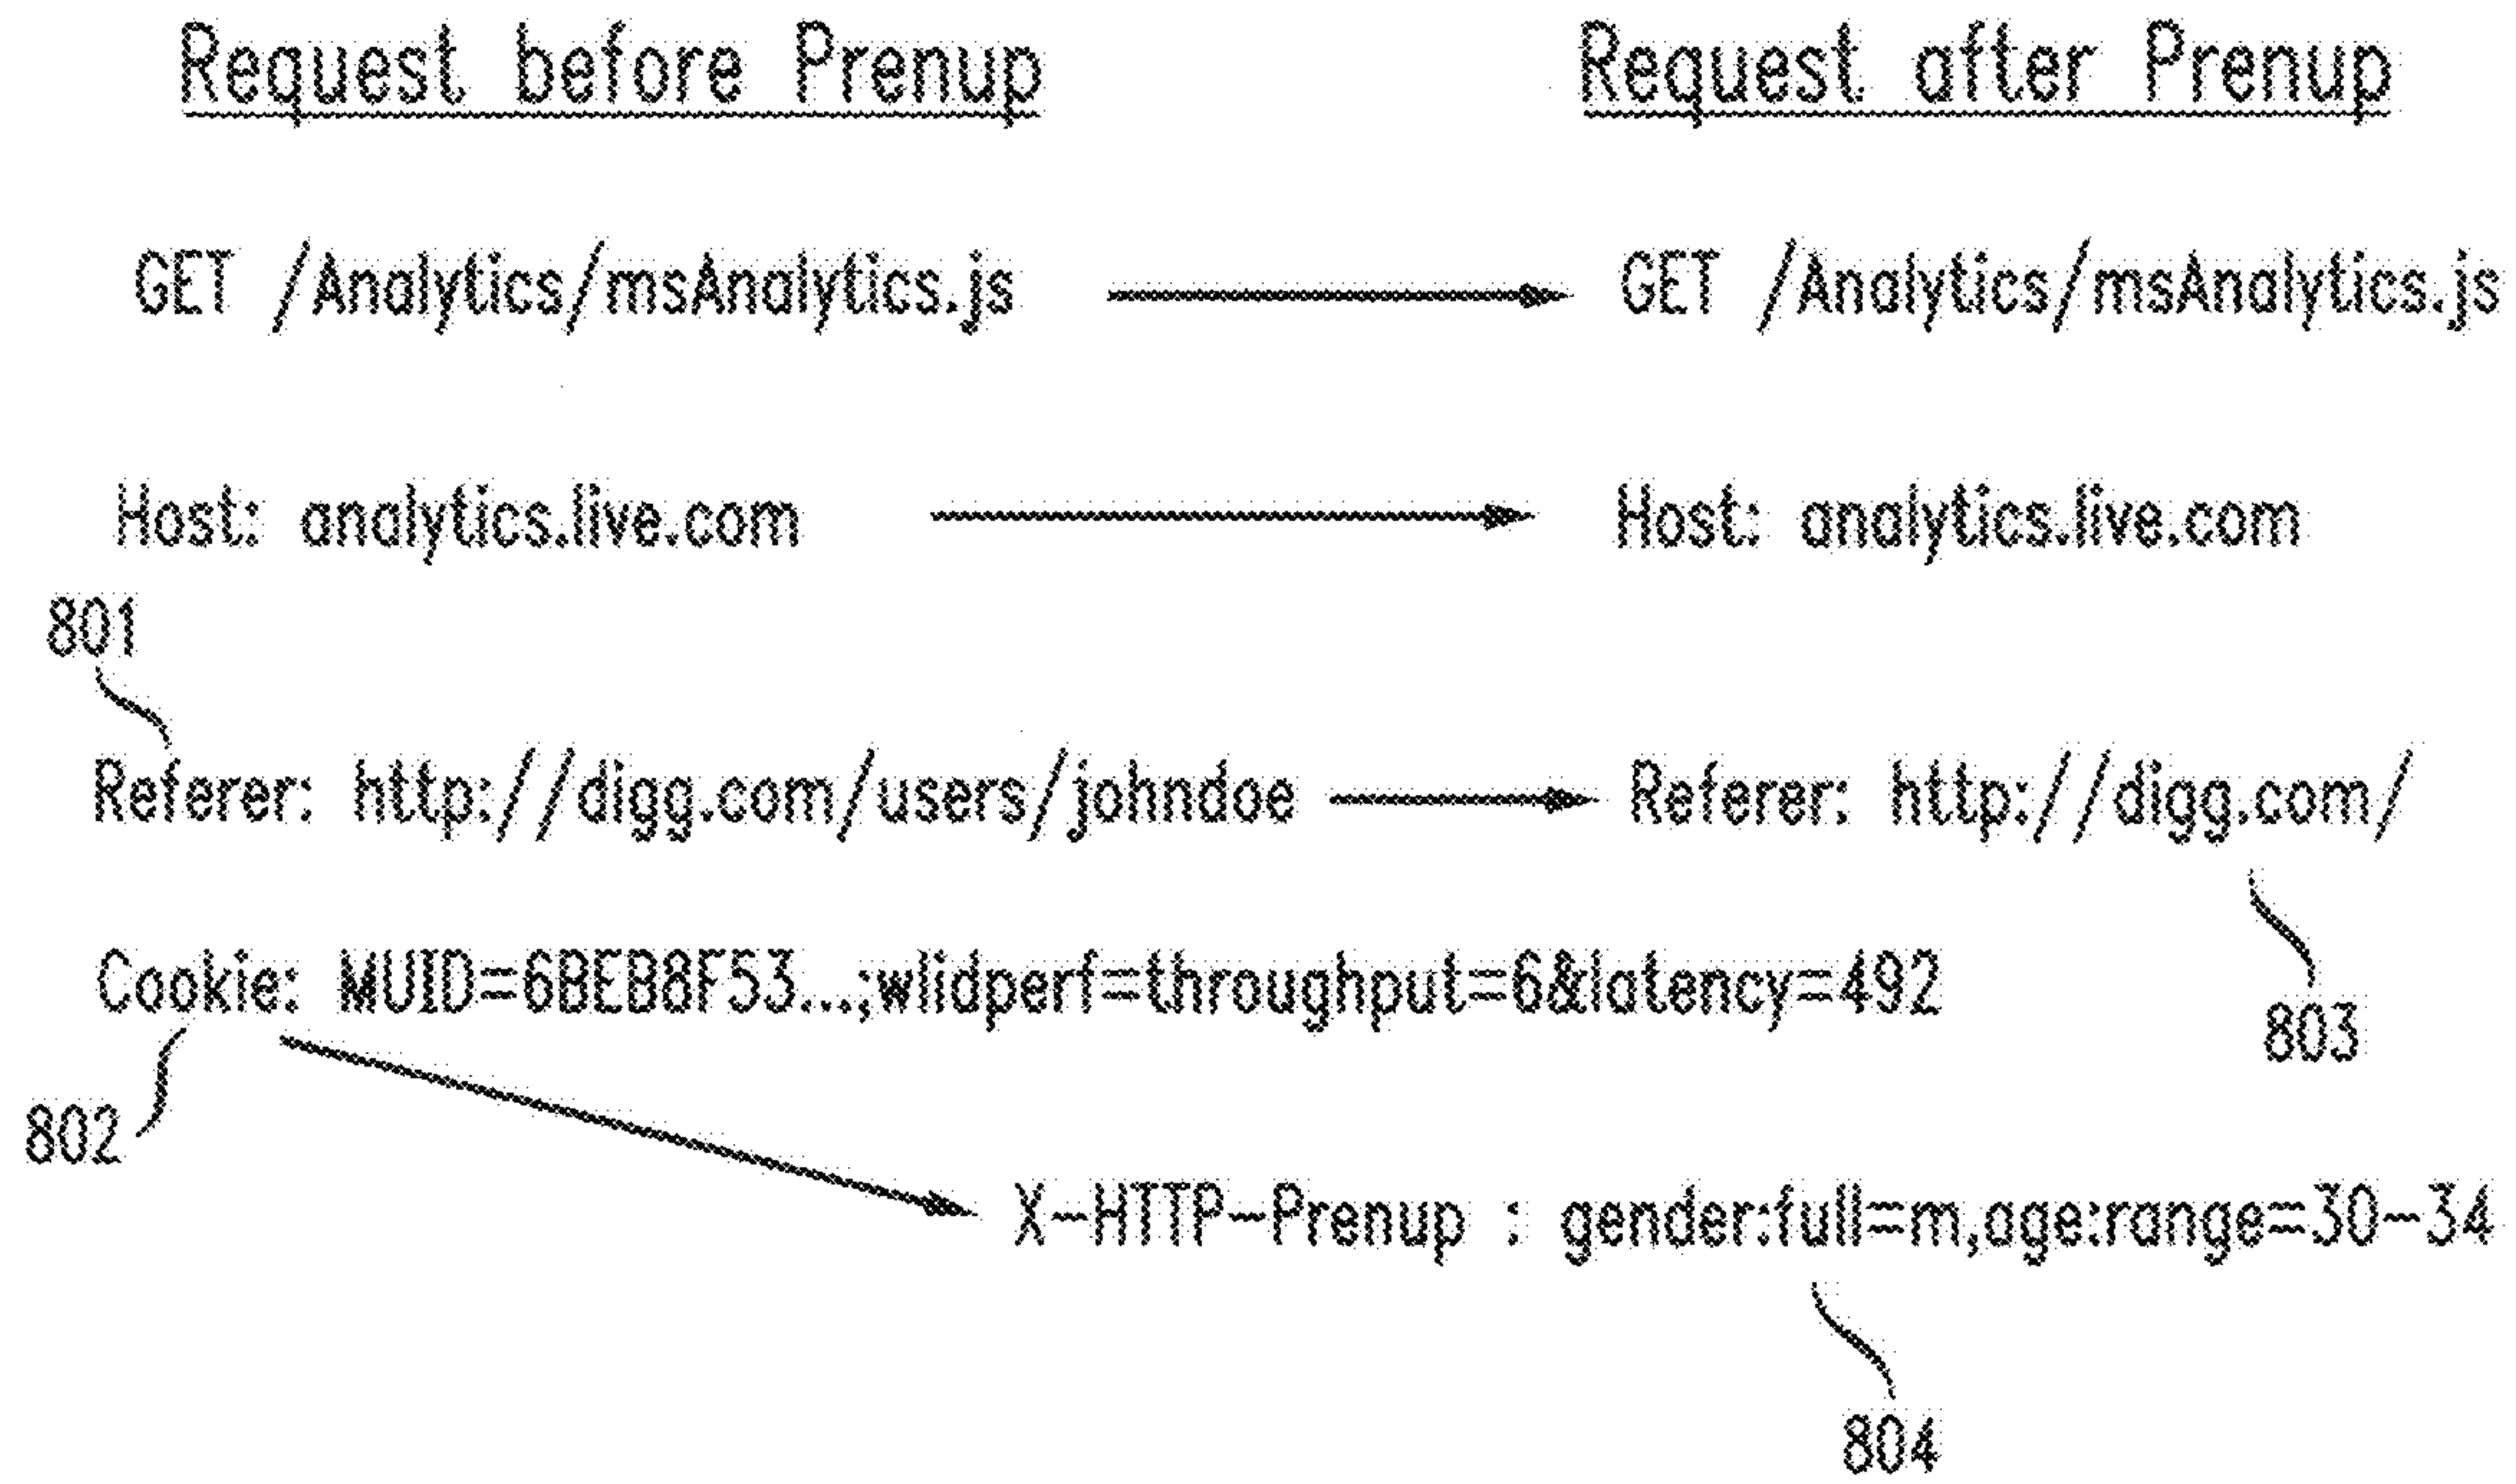 Request before Prenup
Request after Prenup
GET /Analytics/msAnalytics.js
GET /Analytics/msAnalytics.js
Host: analytics.live.com
Host: analytics.live.com
801
Referer: http://digg.com/users/johndoe
Referer: http://digg.com/
Cookie: MUID=6BEB8F53...;wlidperf=throughput=6&latency=492
803
802
X-HTTP-Prenup : gender:full=m,age:range=30-34
804